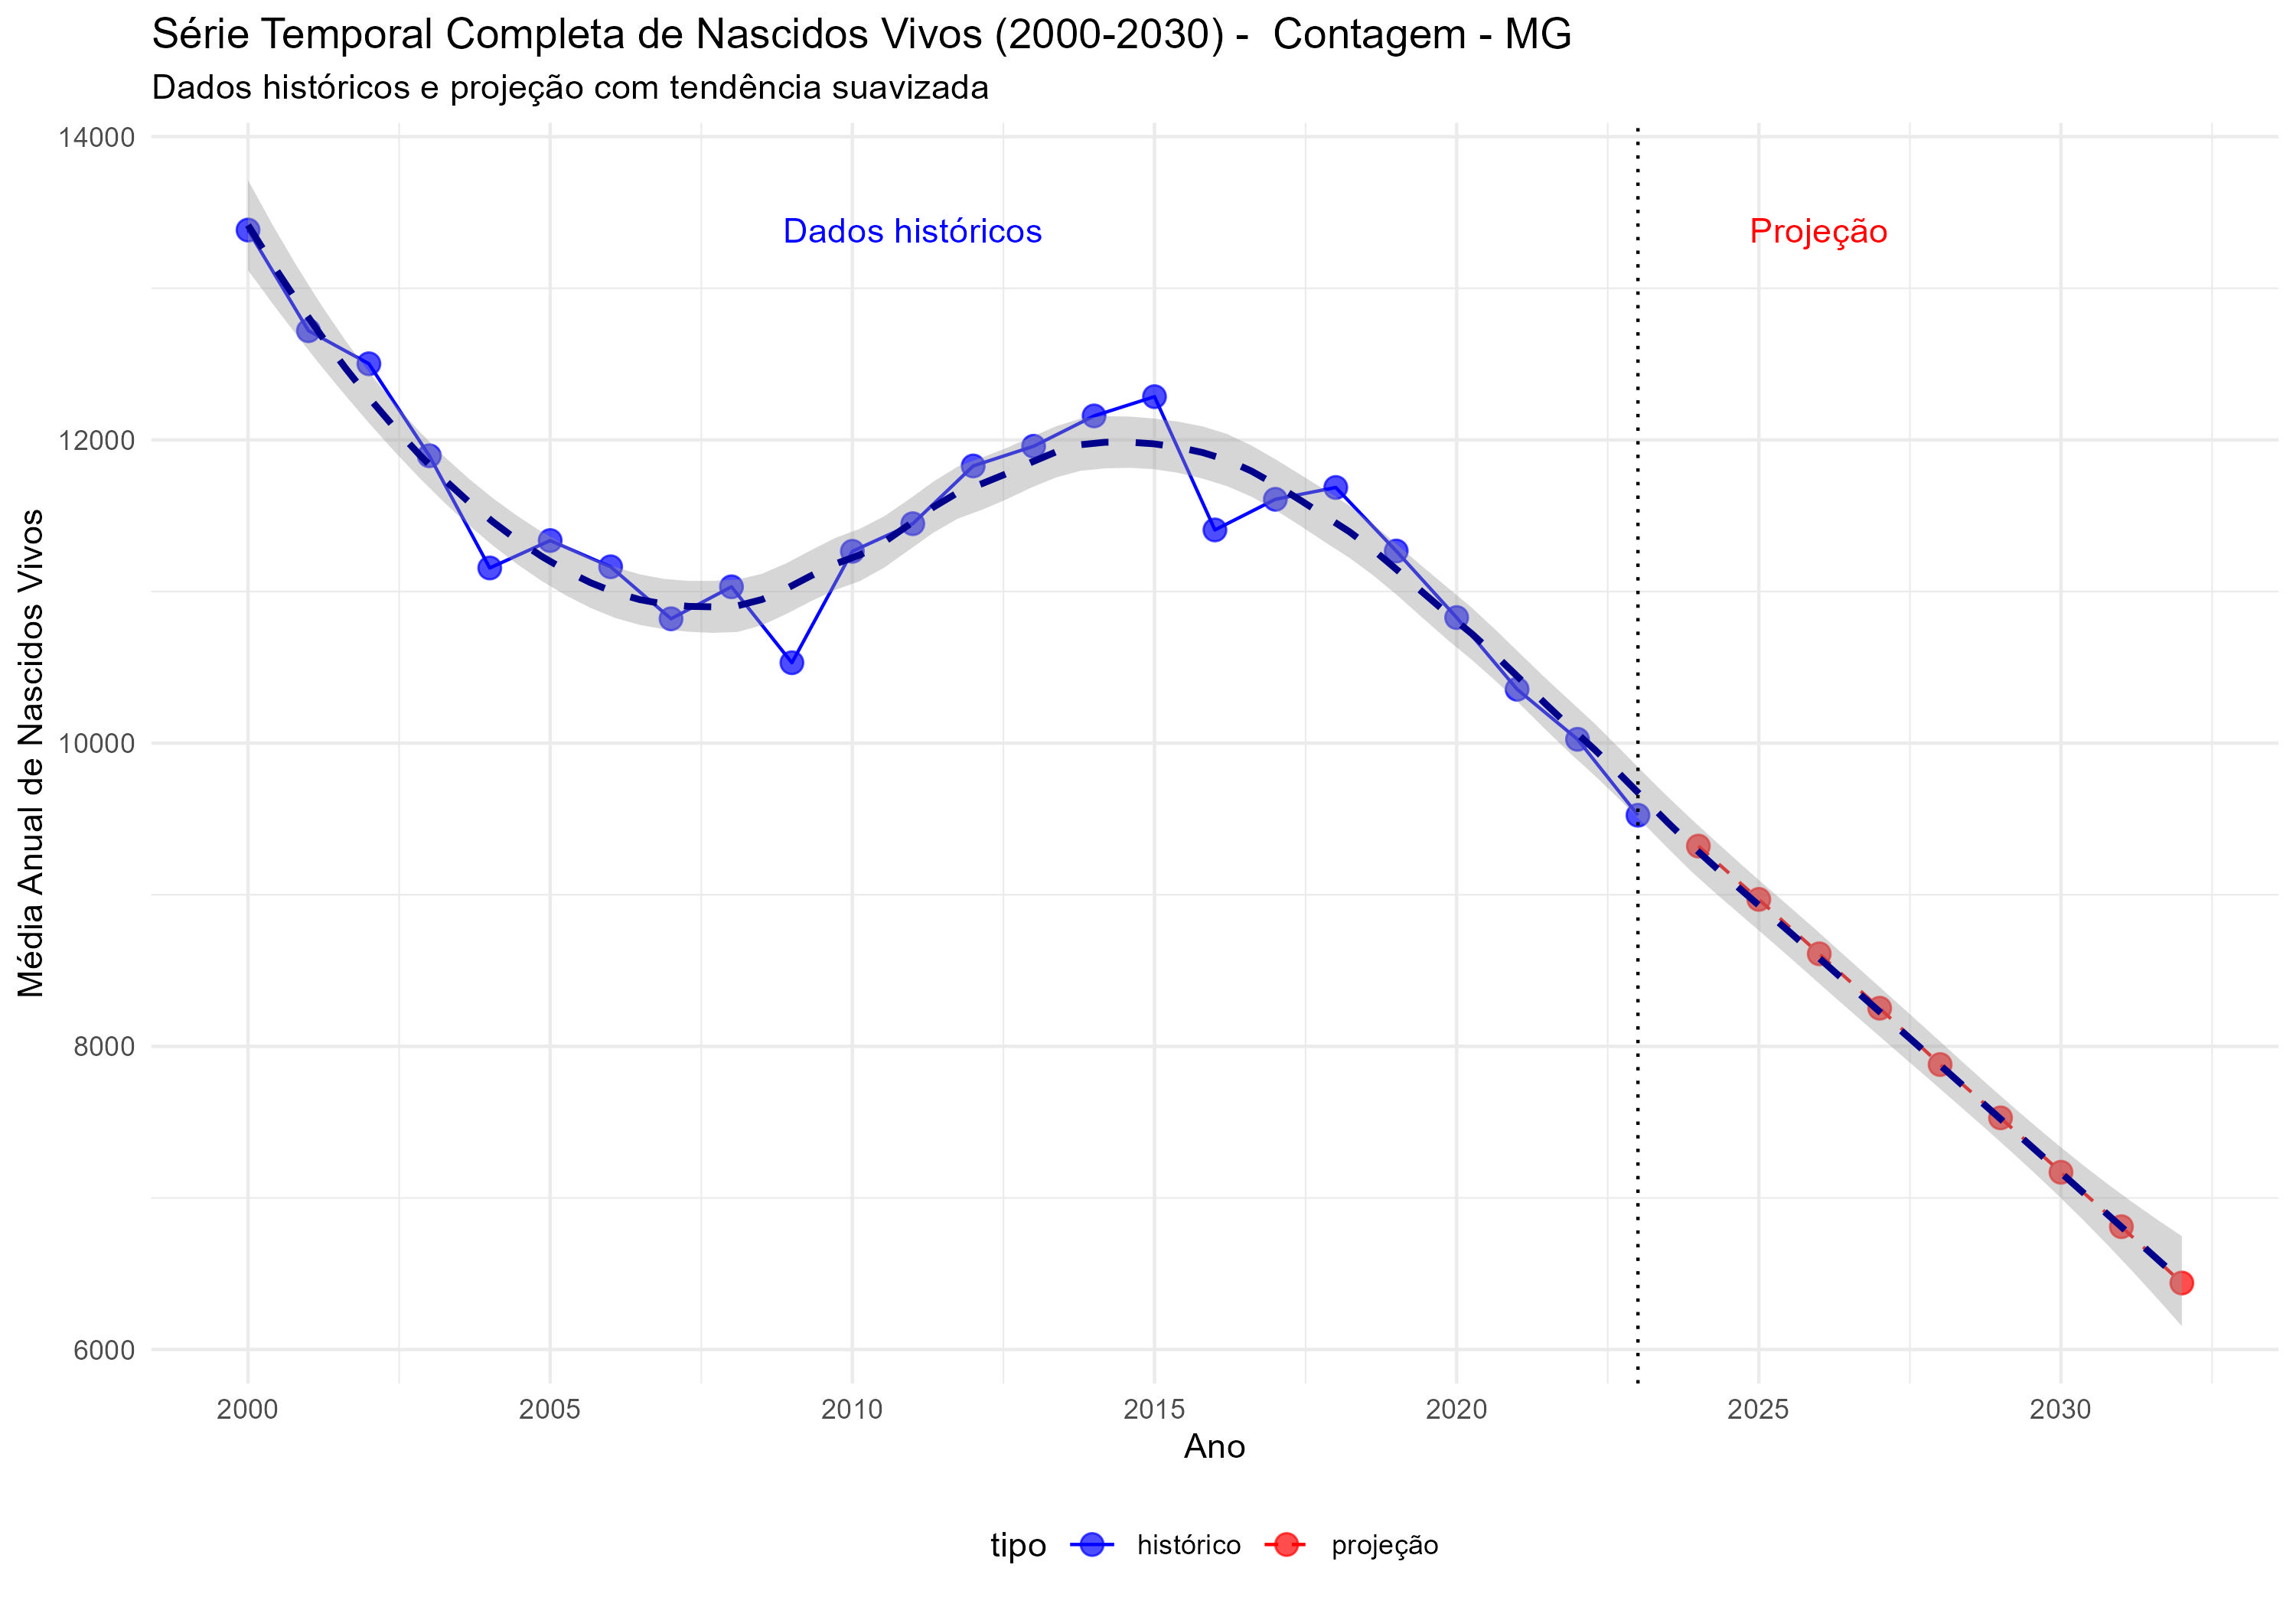 Série Temporal Completa de Nascidos Vivos (2000-2030) -  Contagem - MG
Dados históricos e projeção com tendência suavizada
Média Anual de Nascidos Vivos
14000
12000
10000
8000
6000
Dados históricos
Projeção
2000
2005
2010
2015
2020
2025
2030
Ano
tipo
histórico
projeção